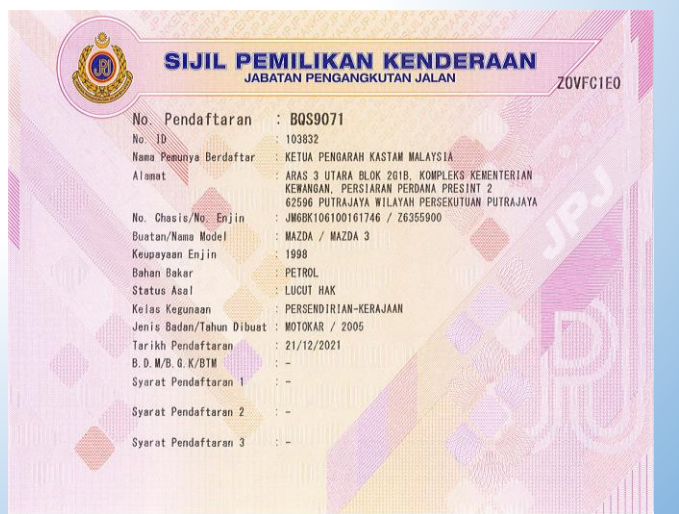 SIJIL PEMILIKAN KENDERAAN
JABATAN PENGANGKUTAN JALAN
ZOVFC1E0
No. Pendaftaran : BQS9071
No. ID : 103832
Nama Pemunya Berdaftar : KETUA PENGARAH KASTAM MALAYSIA
Alamat : ARAS 3 UTARA BLOK 2G1B, KOMPLEKS KEMENTERIAN
KEWANGAN, PERSIARAN PERDANA PRESINT 2
62596 PUTRAJAYA WILAYAH PERSEKUTUAN PUTRAJAYA
No. Chasis/No. Enjin : JM6BK106100161746 / Z6355900
Buatan/Nama Model : MAZDA / MAZDA 3
Keupayaan Enjin : 1998
Bahan Bakar : PETROL
Status Asal : LUCUT HAK
Kelas Kegunaan : PERSENDIRIAN-KERAJAAN
Jenis Badan/Tahun Dibuat : MOTOKAR / 2005
Tarikh Pendaftaran : 21/12/2021
B.D.M/B.G.K/BTM : -
Syarat Pendaftaran 1 : -
Syarat Pendaftaran 2 : -
Syarat Pendaftaran 3 : -
JPJ
JPJ